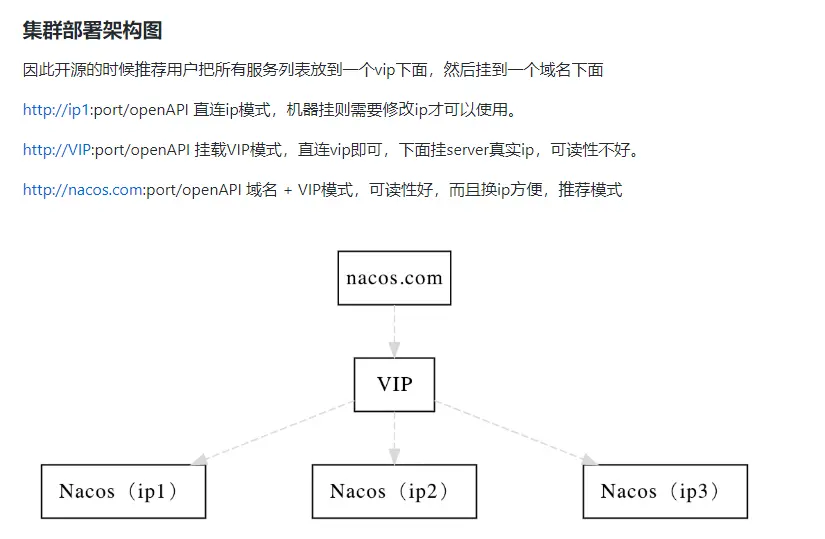 集群部署架构图
因此开源的时候推荐用户把所有服务列表放到一个vip下面，然后挂到一个域名下面
http://ip1:port/openAPI 直连ip模式，机器挂则需要修改ip才可以使用。
http://VIP:port/openAPI 挂载VIP模式，直连vip即可，下面挂server真实ip，可读性不好。
http://nacos.com:port/openAPI 域名 + VIP模式，可读性好，而且换ip方便，推荐模式
nacos.com
VIP
Nacos（ip1）
Nacos（ip2）
Nacos（ip3）